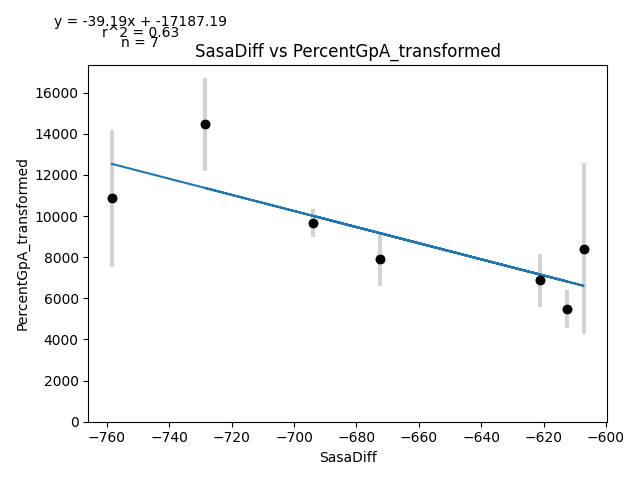 y = -39.19x + -17187.19
r^2 = 0.63
n = 7
SasaDiff vs PercentGpA_transformed
16000
14000
12000
10000
8000
6000
4000
2000
0
PercentGpA_transformed
−760 −740 −720 −700 −680 −660 −640 −620 −600
SasaDiff